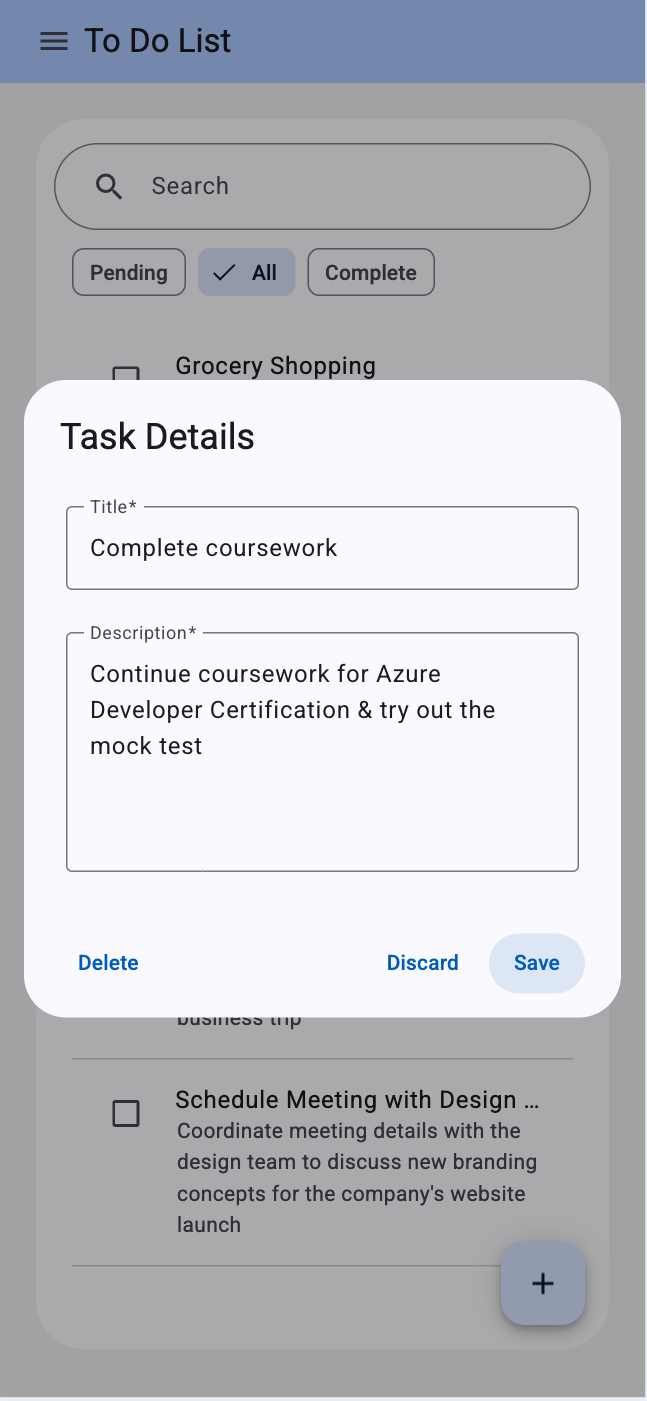 To Do List
Search
Pending
All
Complete
Grocery Shopping
Task Details
Title*
Complete coursework
Description*
Continue coursework for Azure
Developer Certification & try out the
mock test
Delete
Discard
Save
business trip
Schedule Meeting with Design ...
Coordinate meeting details with the
design team to discuss new branding
concepts for the company's website
launch